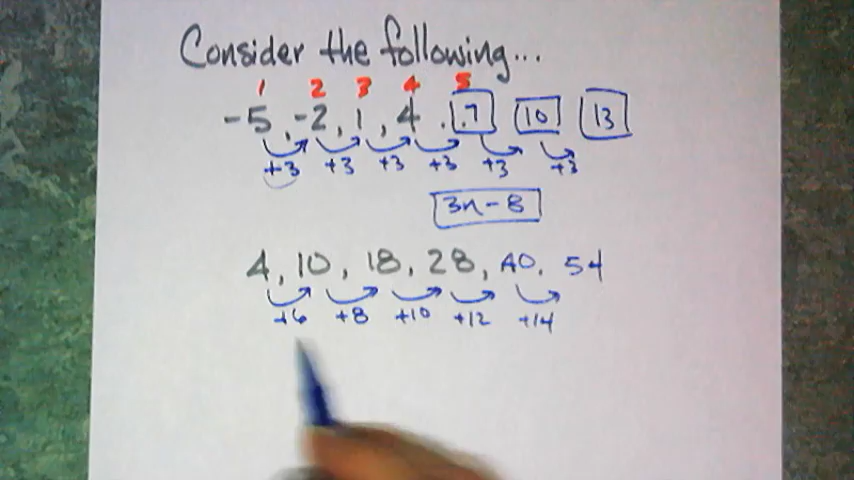 Consider the following...
1 2 3 4 5
-5, -2, 1, 4 .. 7 10 13
+3 +3 +3 +3 +3 +3
3n-8
4, 10, 18, 28, 40, 54
+6 +8 +10 +12 +14